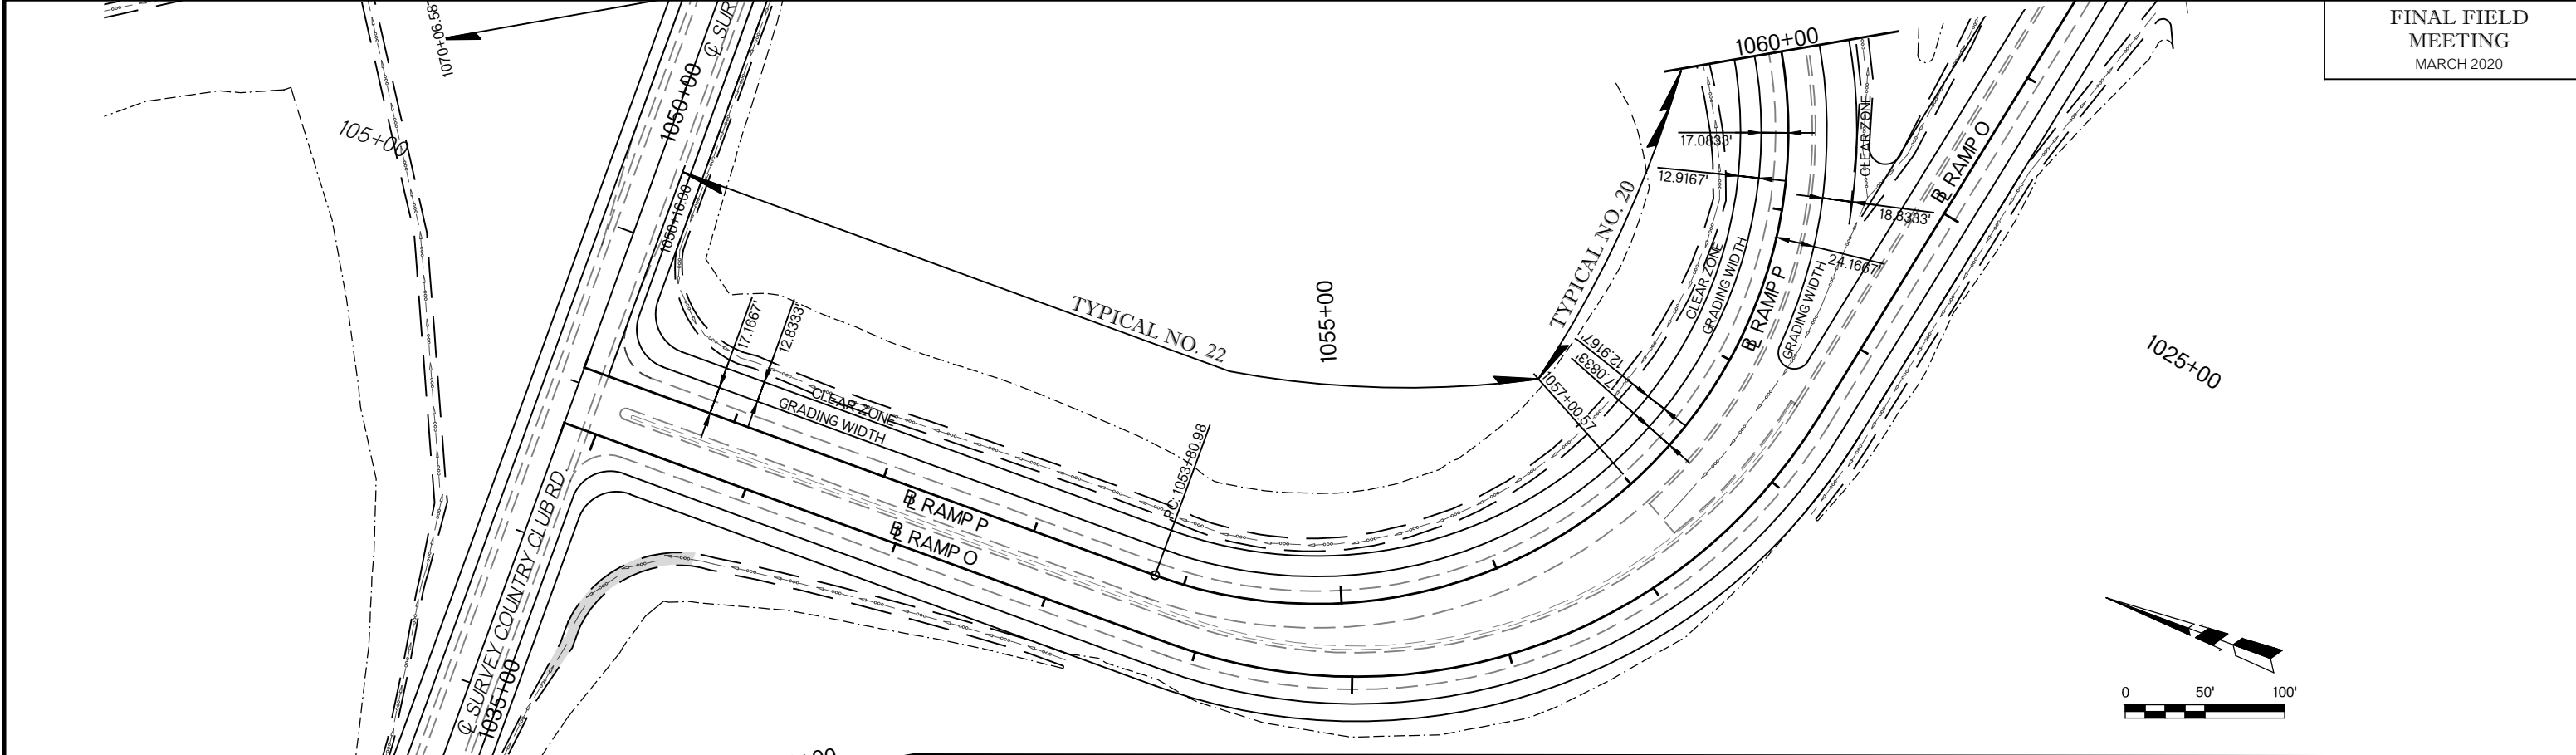 FINAL FIELD
MEETING
MARCH 2020
1070+06.58
105+00
1050+00
1050+16.00
1060+00
17.0833'
12.9167'
CLEAR ZONE
18.8333'
24.1667'
℄ RAMP O
TYPICAL NO. 20
CLEAR ZONE
GRADING WIDTH
℄ RAMP P
GRADING WIDTH
TYPICAL NO. 22
1055+00
1025+00
17.1667'
12.8333'
CLEAR ZONE
GRADING WIDTH
12.9167'
17.0833'
1057+00.57
PC: 1053+80.98
℄ RAMP P
℄ RAMP O
℄ SURVEY COUNTRY CLUB RD.
1035+00
0 50' 100'